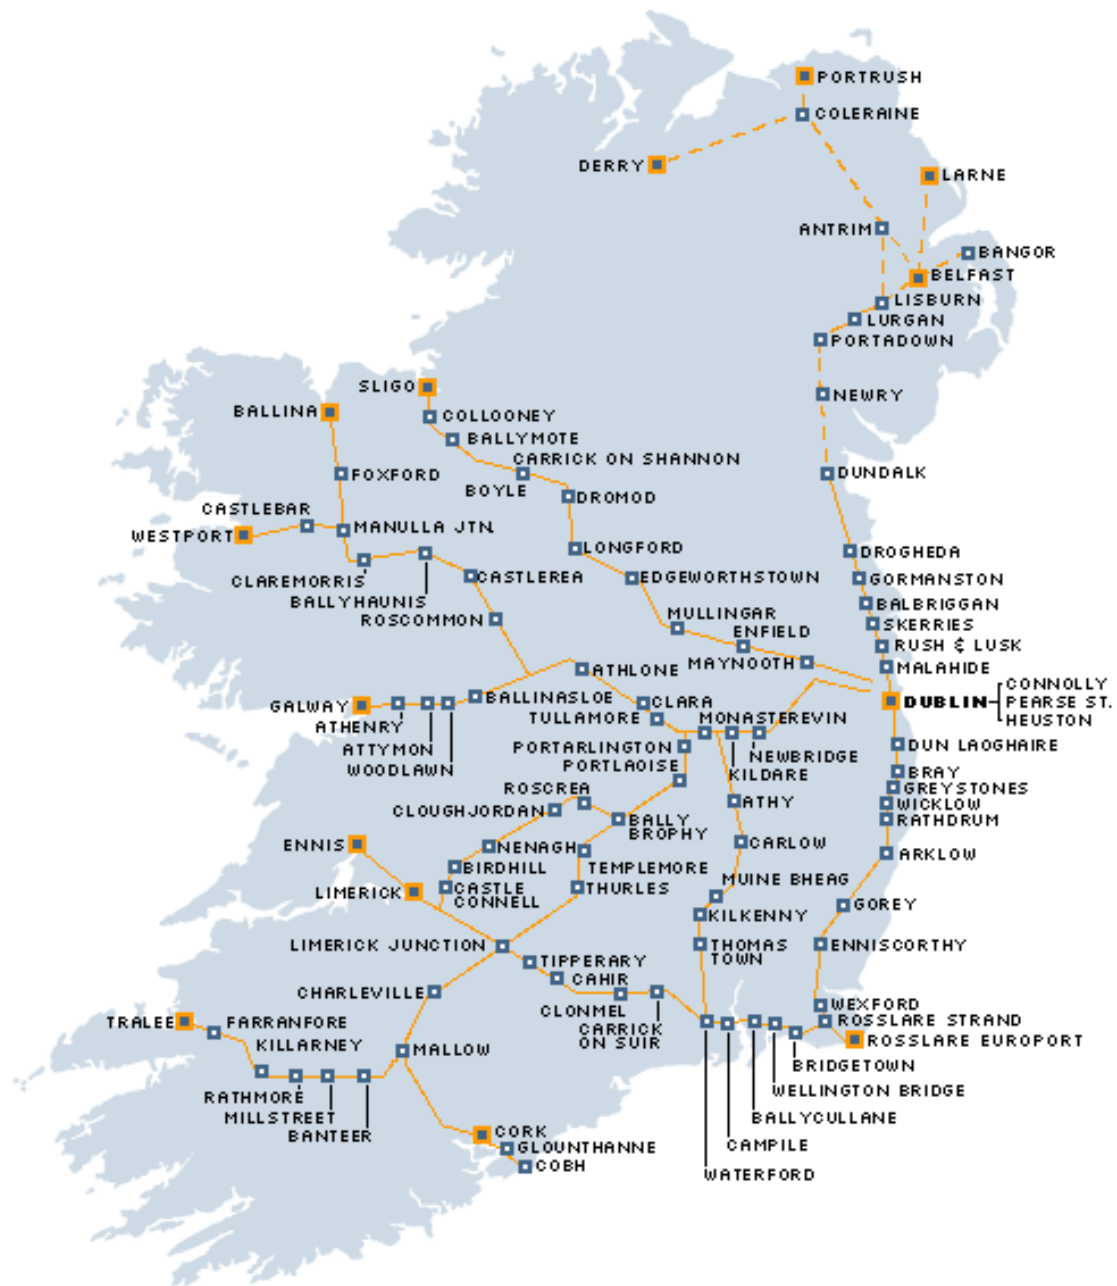 PORTRUSH
COLERAINE
DERRY
LARNE
ANTRIM
BANGOR
BELFAST
LISBURN
LURGAN
PORTADOWN
SLIGO
NEWRY
BALLINA
COLLOONEY
BALLYMOTE
CARRICK ON SHANNON
FOXFORD
DUNDALK
BOYLE
DROMOD
CASTLEBAR
MANULLA JTN.
WESTPORT
LONGFORD
DROGHEDA
CLAREMORRIS
CASTLEREA
EDGEWORTHSTOWN
GORMANSTON
BALLYHAUNIS
BALBRIGGAN
ROSCOMMON
MULLINGAR
SKERRIES
ENFIELD
RUSH & LUSK
MAYNOOTH
MALAHIDE
ATHLONE
CONNOLLY
BALLINASLOE
CLARA
DUBLIN
PEARSE ST.
GALWAY
TULLAMORE
MONASTEREVIN
HEUSTON
ATHENRY
ATTYMON
PORTARLINGTON
NEWBRIDGE
DUN LAOGHAIRE
WOODLAWN
PORTLAOISE
KILDARE
BRAY
ROSCREA
GREYSTONES
CLOUGHJORDAN
ATHY
WICKLOW
BALLY
BROPHY
RATHDRUM
ENNIS
NENAGH
CARLOW
ARKLOW
BIRDHILL
TEMPLEMORE
MUINE BHEAG
LIMERICK
CASTLE
CONNELL
THURLES
GOREY
KILKENNY
LIMERICK JUNCTION
THOMAS
TOWN
ENNISCORTHY
TIPPERARY
CAHIR
CHARLEVILLE
CLONMEL
WEXFORD
TRALEE
FARRANFORE
CARRICK
ON SUIR
ROSSLARE STRAND
KILLARNEY
MALLOW
ROSSLARE EUROPORT
BRIDGETOWN
RATHMORE
WELLINGTON BRIDGE
MILLSTREET
BALLYCULLANE
BANTEER
CORK
CAMPILE
GLOUNTHANNE
COBH
WATERFORD